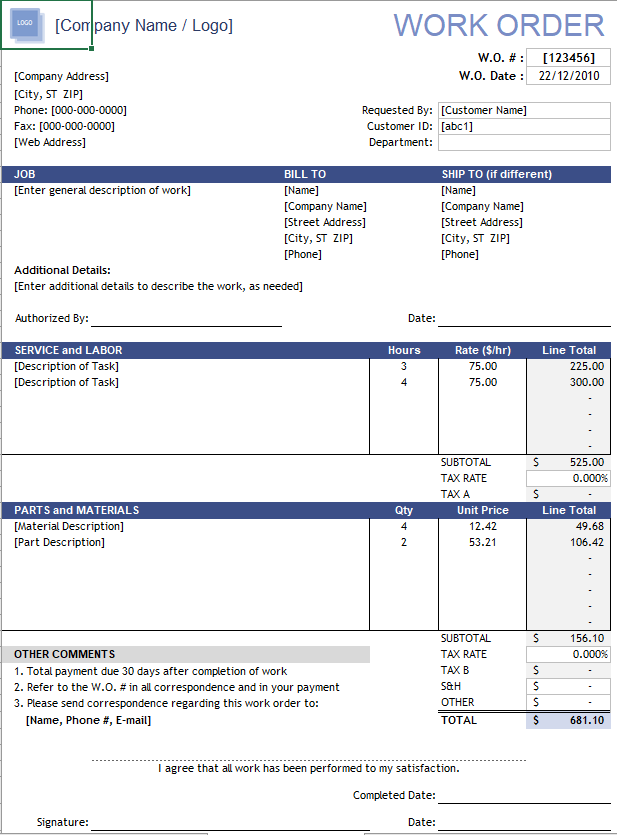 LOGO
[Company Name / Logo]
WORK ORDER
W.O. # : [123456]
[Company Address] W.O. Date : 22/12/2010
[City, ST ZIP]
Phone: [000-000-0000] Requested By: [Customer Name]
Fax: [000-000-0000] Customer ID: [abc1]
[Web Address] Department:
JOB BILL TO SHIP TO (if different)
[Enter general description of work] [Name] [Name]
[Company Name] [Company Name]
[Street Address] [Street Address]
[City, ST ZIP] [City, ST ZIP]
[Phone] [Phone]
Additional Details:
[Enter additional details to describe the work, as needed]
Authorized By: Date:
SERVICE and LABOR Hours Rate ($/hr) Line Total
[Description of Task] 3 75.00 225.00
[Description of Task] 4 75.00 300.00
-
-
-
-
SUBTOTAL $ 525.00
TAX RATE 0.000%
TAX A $ -
PARTS and MATERIALS Qty Unit Price Line Total
[Material Description] 4 12.42 49.68
[Part Description] 2 53.21 106.42
-
-
-
-
-
SUBTOTAL $ 156.10
OTHER COMMENTS TAX RATE 0.000%
1. Total payment due 30 days after completion of work TAX B $ -
2. Refer to the W.O. # in all correspondence and in your payment S&H $ -
3. Please send correspondence regarding this work order to: OTHER $ -
[Name, Phone #, E-mail] TOTAL $ 681.10
I agree that all work has been performed to my satisfaction.
Completed Date:
Signature: Date: